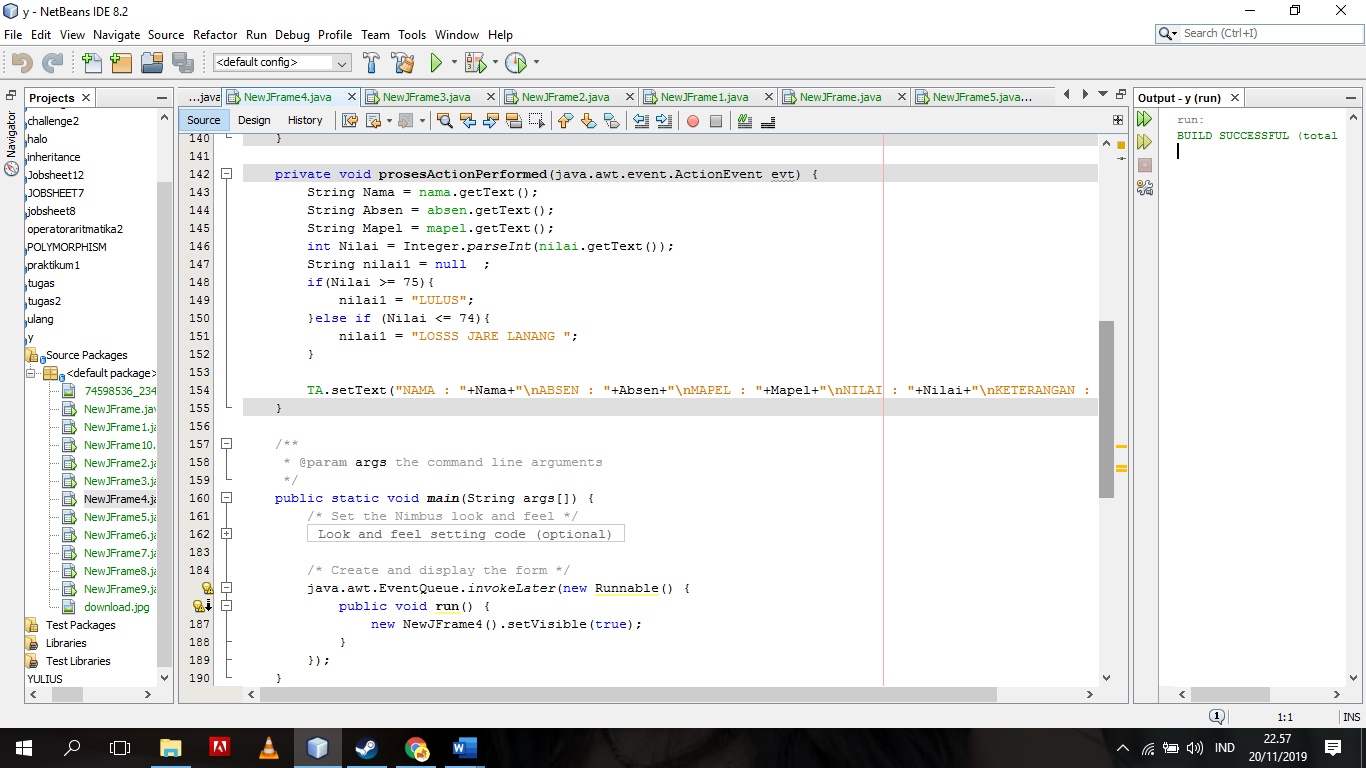 y - NetBeans IDE 8.2
File Edit View Navigate Source Refactor Run Debug Profile Team Tools Window Help
Search (Ctrl+I)
<default config>
Projects
...java NewJFrame4.java NewJFrame3.java NewJFrame2.java NewJFrame1.java NewJFrame.java NewJFrame5.java...
Output - y (run)
Navigator
Source Design History
challenge2
halo
inheritance
Jobsheet12
JOBSHEET7
jobsheet8
operatoraritmatika2
POLYMORPHISM
praktikum1
tugas
tugas2
ulang
y
Source Packages
<default package>
74598536_234
NewJFrame.jav
NewJFrame1.ja
NewJFrame10.
NewJFrame2.ja
NewJFrame3.ja
NewJFrame4.ja
NewJFrame5.ja
NewJFrame6.ja
NewJFrame7.ja
NewJFrame8.ja
NewJFrame9.ja
download.jpg
Test Packages
Libraries
Test Libraries
YULIUS
140 }
141
142 private void prosesActionPerformed(java.awt.event.ActionEvent evt) {
143 String Nama = nama.getText();
144 String Absen = absen.getText();
145 String Mapel = mapel.getText();
146 int Nilai = Integer.parseInt(nilai.getText());
147 String nilai1 = null ;
148 if(Nilai >= 75){
149 nilai1 = "LULUS";
150 }else if (Nilai <= 74){
151 nilai1 = "LOSSS JARE LANANG ";
152 }
153
154 TA.setText("NAMA : "+Nama+"\nABSEN : "+Absen+"\nMAPEL : "+Mapel+"\nNILAI : "+Nilai+"\nKETERANGAN :
155 }
156
157 /**
158 * @param args the command line arguments
159 */
160 public static void main(String args[]) {
161 /* Set the Nimbus look and feel */
162 Look and feel setting code (optional)
183
184 /* Create and display the form */
java.awt.EventQueue.invokeLater(new Runnable() {
public void run() {
187 new NewJFrame4().setVisible(true);
188 }
189 });
190 }
run:
BUILD SUCCESSFUL (total
1
1:1
INS
IND
22.57
20/11/2019